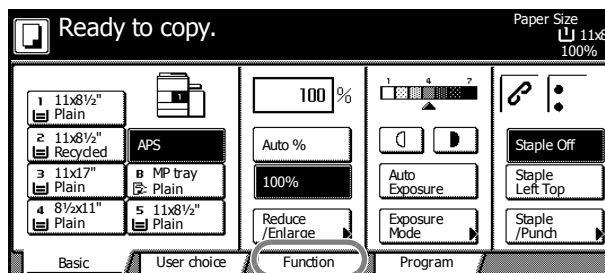 Ready to copy.
Paper Size
11x8
100%
1 11x8½"
Plain
2 11x8½"
Recycled
3 11x17"
Plain
4 8½x11"
Plain
1
APS
B MP tray
Plain
5 11x8½"
Plain
100 %
Auto %
100%
Reduce
/Enlarge
1 4 7
Auto
Exposure
Exposure
Mode
Staple Off
Staple
Left Top
Staple
/Punch
Basic
User choice
Function
Program